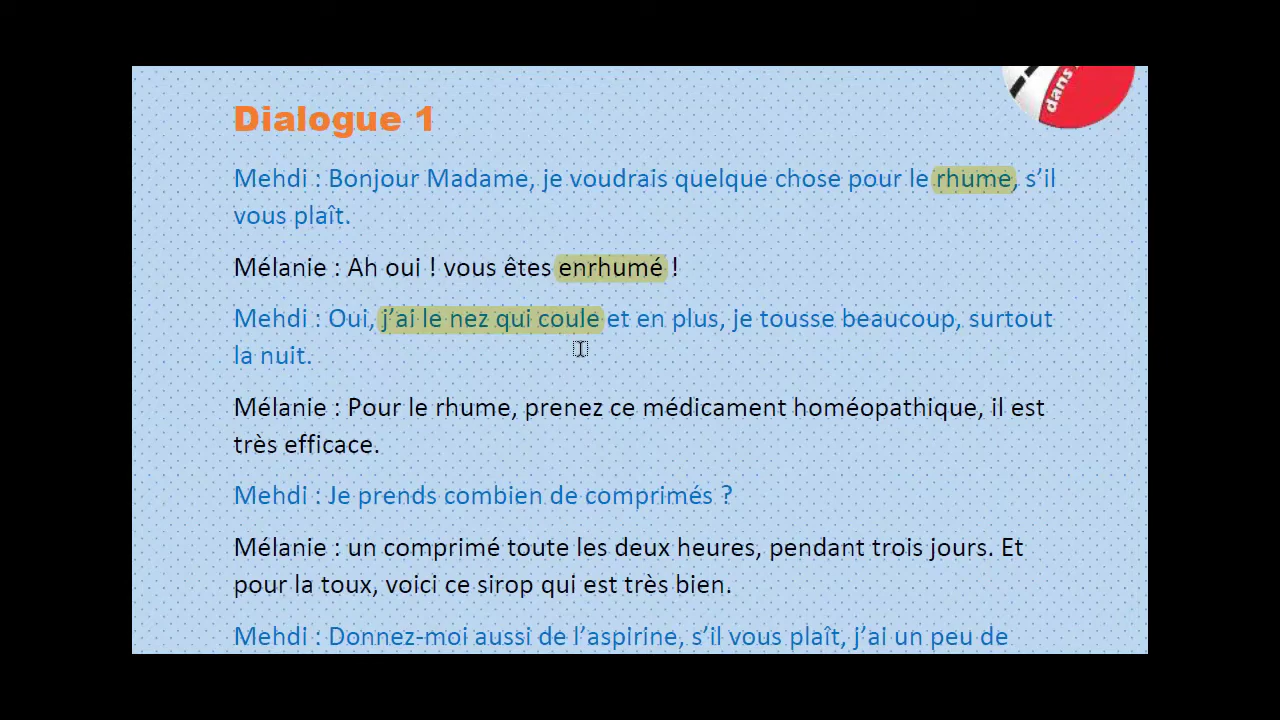 dans
Dialogue 1
Mehdi : Bonjour Madame, je voudrais quelque chose pour le rhume, s’il
vous plaît.
Mélanie : Ah oui ! vous êtes enrhumé !
Mehdi : Oui, j’ai le nez qui coule et en plus, je tousse beaucoup, surtout
la nuit.
Mélanie : Pour le rhume, prenez ce médicament homéopathique, il est
très efficace.
Mehdi : Je prends combien de comprimés ?
Mélanie : un comprimé toute les deux heures, pendant trois jours. Et
pour la toux, voici ce sirop qui est très bien.
Mehdi : Donnez-moi aussi de l’aspirine, s’il vous plaît, j’ai un peu de